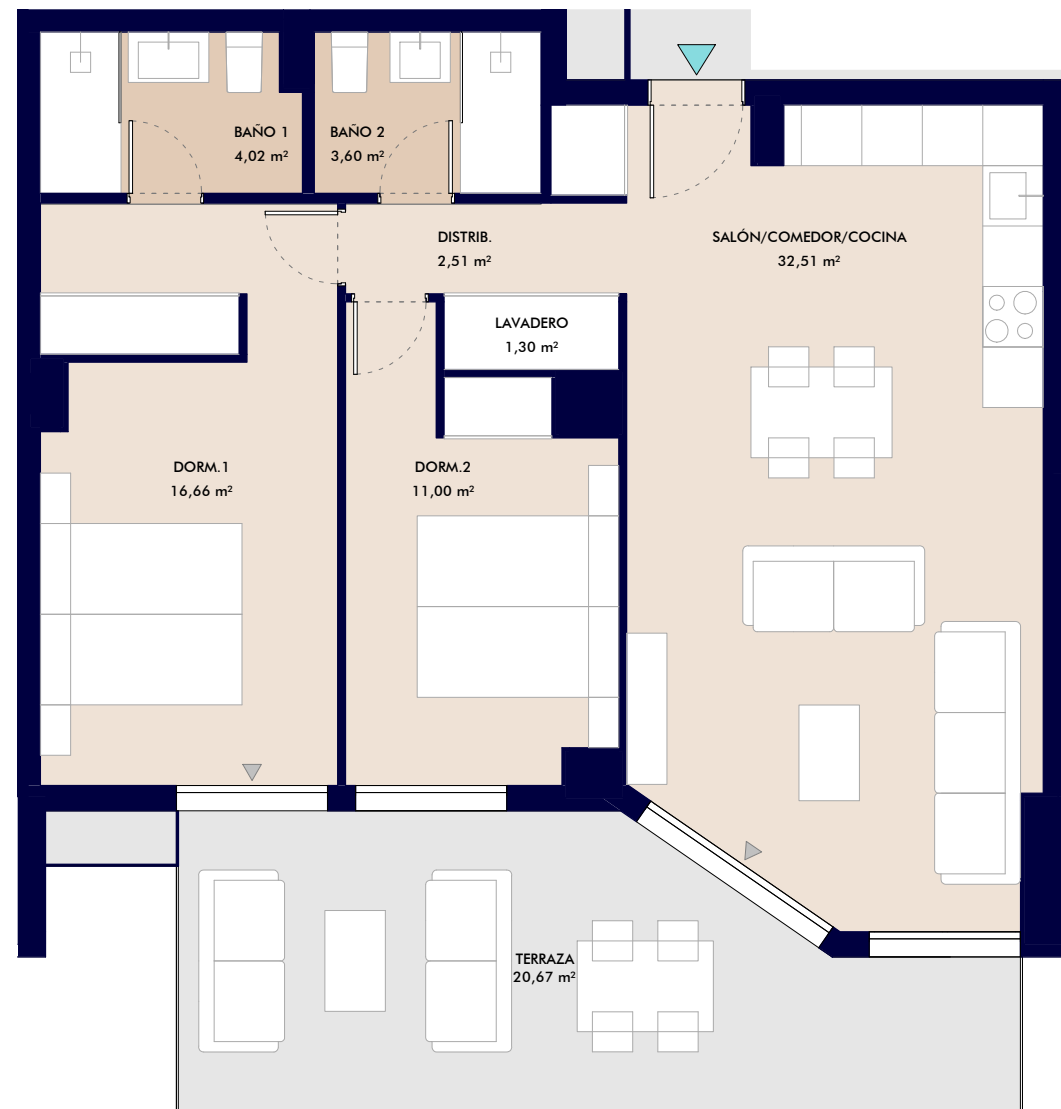 BAÑO 1
4,02 m²
BAÑO 2
3,60 m²
DISTRIB.
2,51 m²
SALÓN/COMEDOR/COCINA
32,51 m²
LAVADERO
1,30 m²
DORM.1
16,66 m²
DORM.2
11,00 m²
TERRAZA
20,67 m²